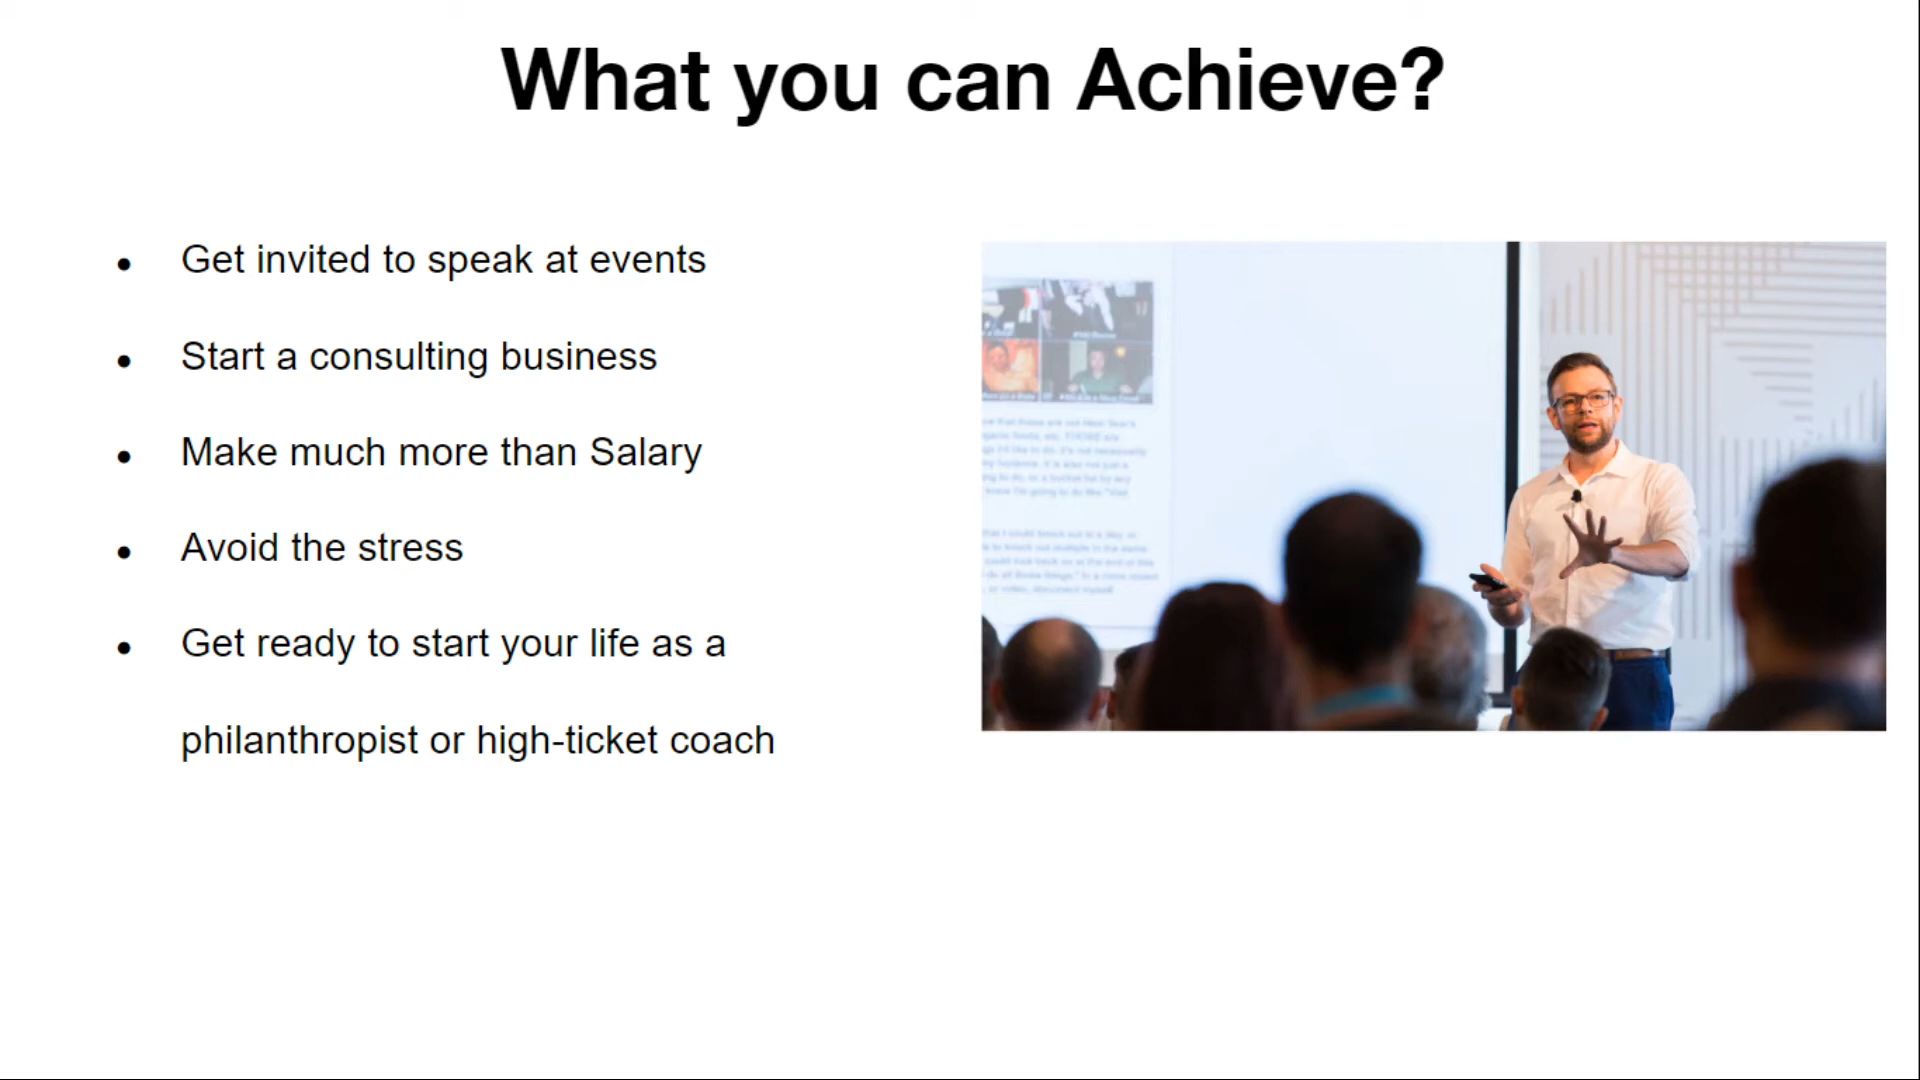 What you can Achieve?
Get invited to speak at events
Start a consulting business
Make much more than Salary
Avoid the stress
Get ready to start your life as a
philanthropist or high-ticket coach